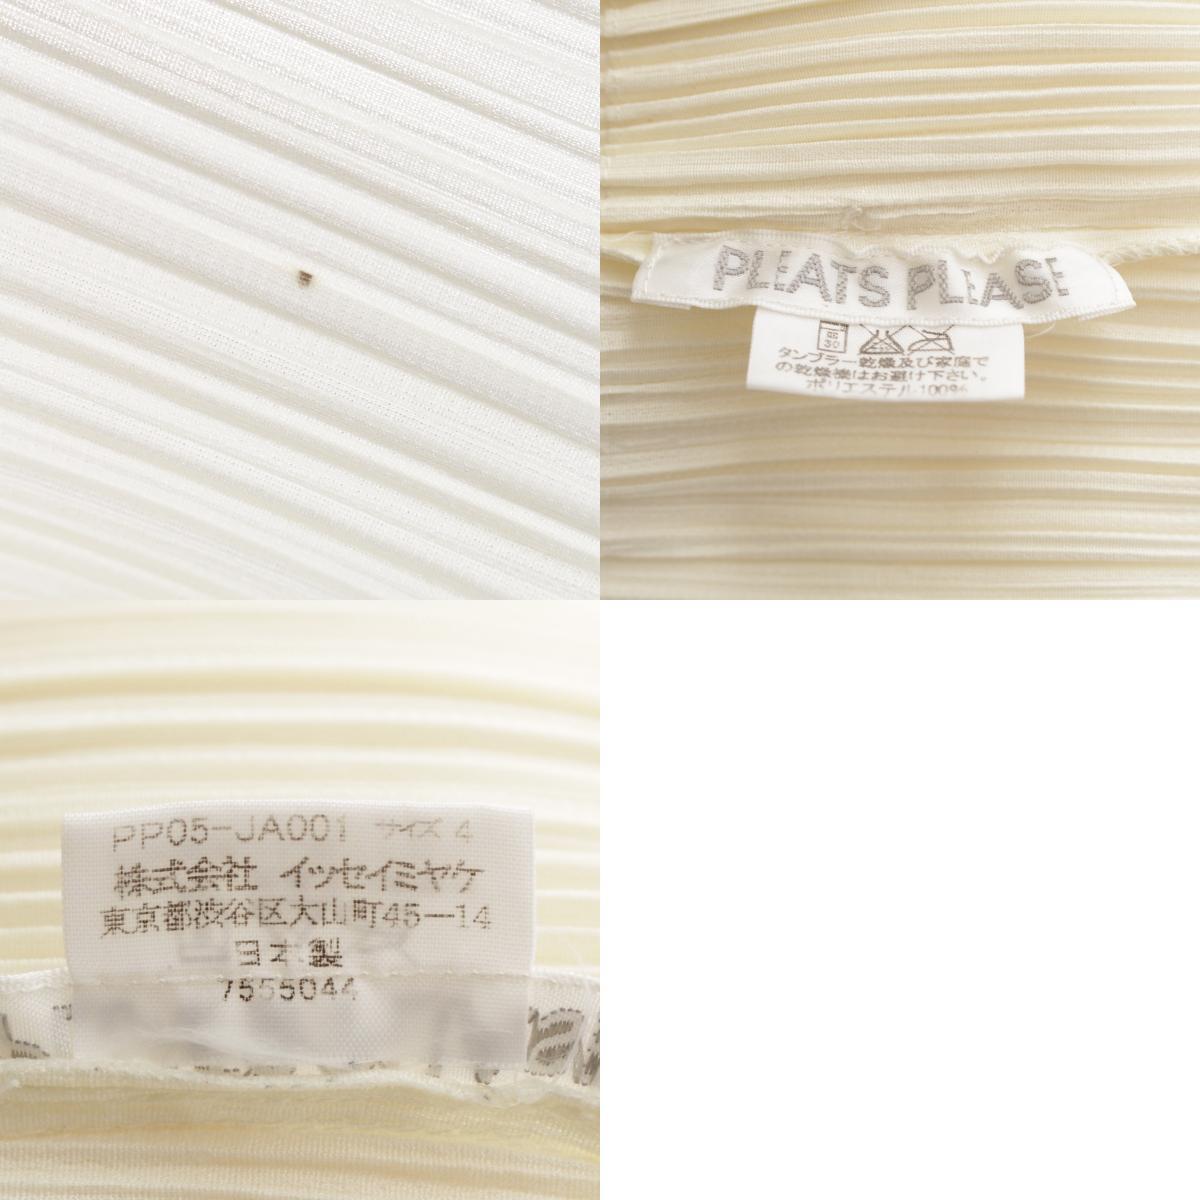 PLEATS PLEASE
30
タンブラー乾燥及び家庭で
の乾燥機はお避け下さい。
ポリエステル100%
PP05-JA001 サイズ 4
株式会社 イッセイミヤケ
東京都渋谷区大山町45-14
日本製
7555044